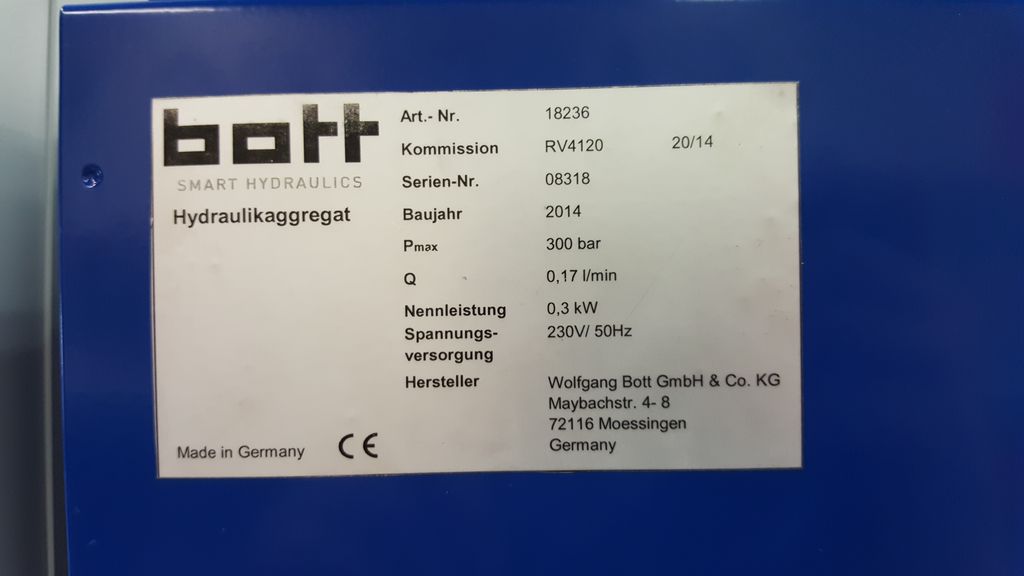 bott
SMART HYDRAULICS
Hydraulikaggregat
Art.- Nr. 18236
Kommission RV4120 20/14
Serien-Nr. 08318
Baujahr 2014
Pmax 300 bar
Q 0,17 l/min
Nennleistung 0,3 kW
Spannungs- 230V/ 50Hz
versorgung
Hersteller Wolfgang Bott GmbH & Co. KG
Maybachstr. 4- 8
72116 Moessingen
Germany
Made in Germany CE